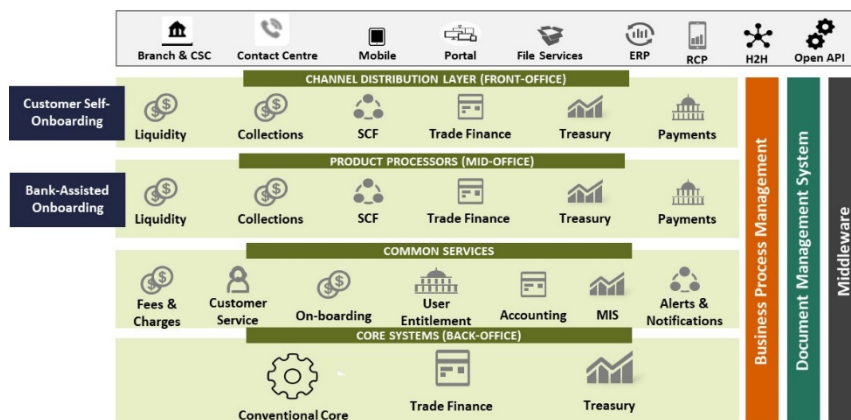 Branch & CSC
Contact Centre
Mobile
Portal
File Services
ERP
RCP
H2H
Open API
CHANNEL DISTRIBUTION LAYER (FRONT-OFFICE)
Customer Self-
Onboarding
Liquidity
Collections
SCF
Trade Finance
Treasury
Payments
PRODUCT PROCESSORS (MID-OFFICE)
Bank-Assisted
Onboarding
Liquidity
Collections
SCF
Trade Finance
Treasury
Payments
COMMON SERVICES
Fees &
Charges
Customer
Service
On-boarding
User
Entitlement
Accounting
MIS
Alerts &
Notifications
CORE SYSTEMS (BACK-OFFICE)
Conventional Core
Trade Finance
Treasury
Business Process Management
Document Management System
Middleware